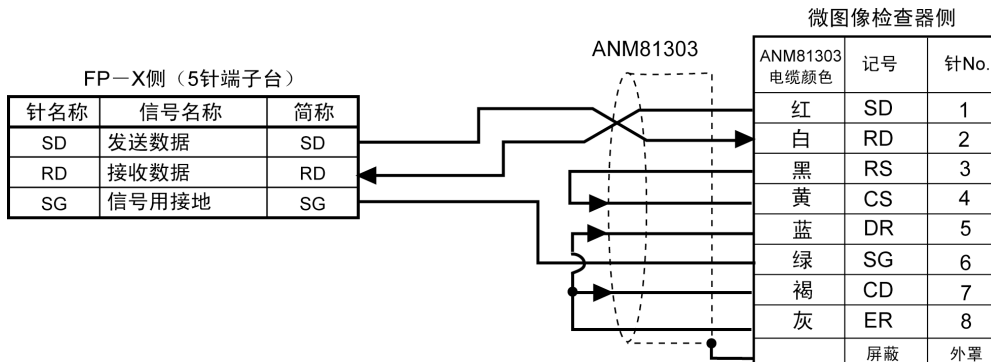 微图像检查器侧
ANM81303
FP－X侧（5针端子台）
针名称 信号名称 简称
SD 发送数据 SD
RD 接收数据 RD
SG 信号用接地 SG
ANM81303
电缆颜色 记号 针No.
红 SD 1
白 RD 2
黑 RS 3
黄 CS 4
蓝 DR 5
绿 SG 6
褐 CD 7
灰 ER 8
屏蔽 外罩